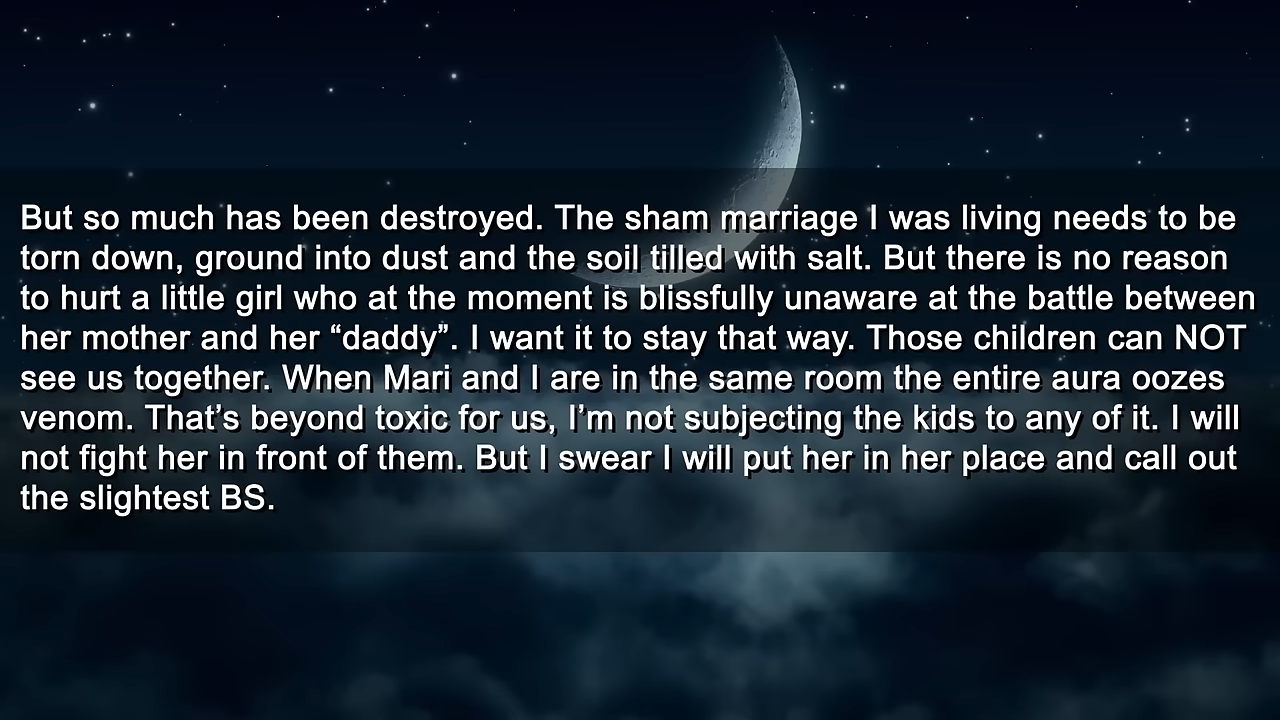 But so much has been destroyed. The sham marriage I was living needs to be
torn down, ground into dust and the soil tilled with salt. But there is no reason
to hurt a little girl who at the moment is blissfully unaware at the battle between
her mother and her “daddy”. I want it to stay that way. Those children can NOT
see us together. When Mari and I are in the same room the entire aura oozes
venom. That’s beyond toxic for us, I’m not subjecting the kids to any of it. I will
not fight her in front of them. But I swear I will put her in her place and call out
the slightest BS.